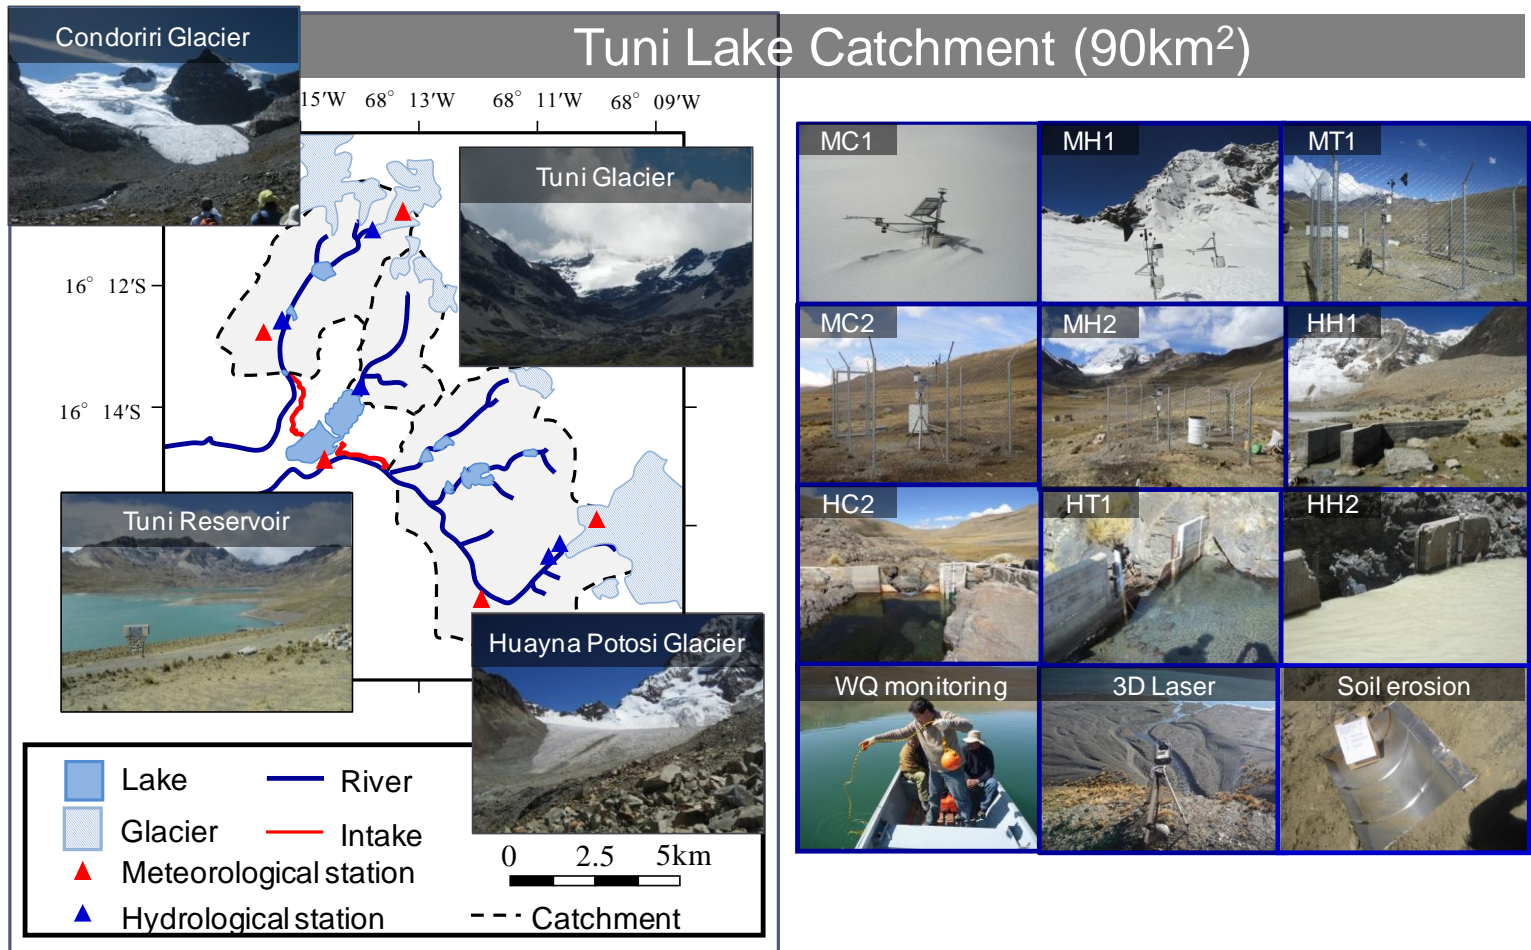 Tuni Lake Catchment (90km²)
Condoriri Glacier
15′W 68° 13′W 68° 11′W 68° 09′W
Tuni Glacier
16° 12′S
16° 14′S
Tuni Reservoir
Huayna Potosi Glacier
Lake
River
Glacier
Intake
Meteorological station
Hydrological station
0 2.5 5km
Catchment
MC1
MH1
MT1
MC2
MH2
HH1
HC2
HT1
HH2
WQ monitoring
3D Laser
Soil erosion